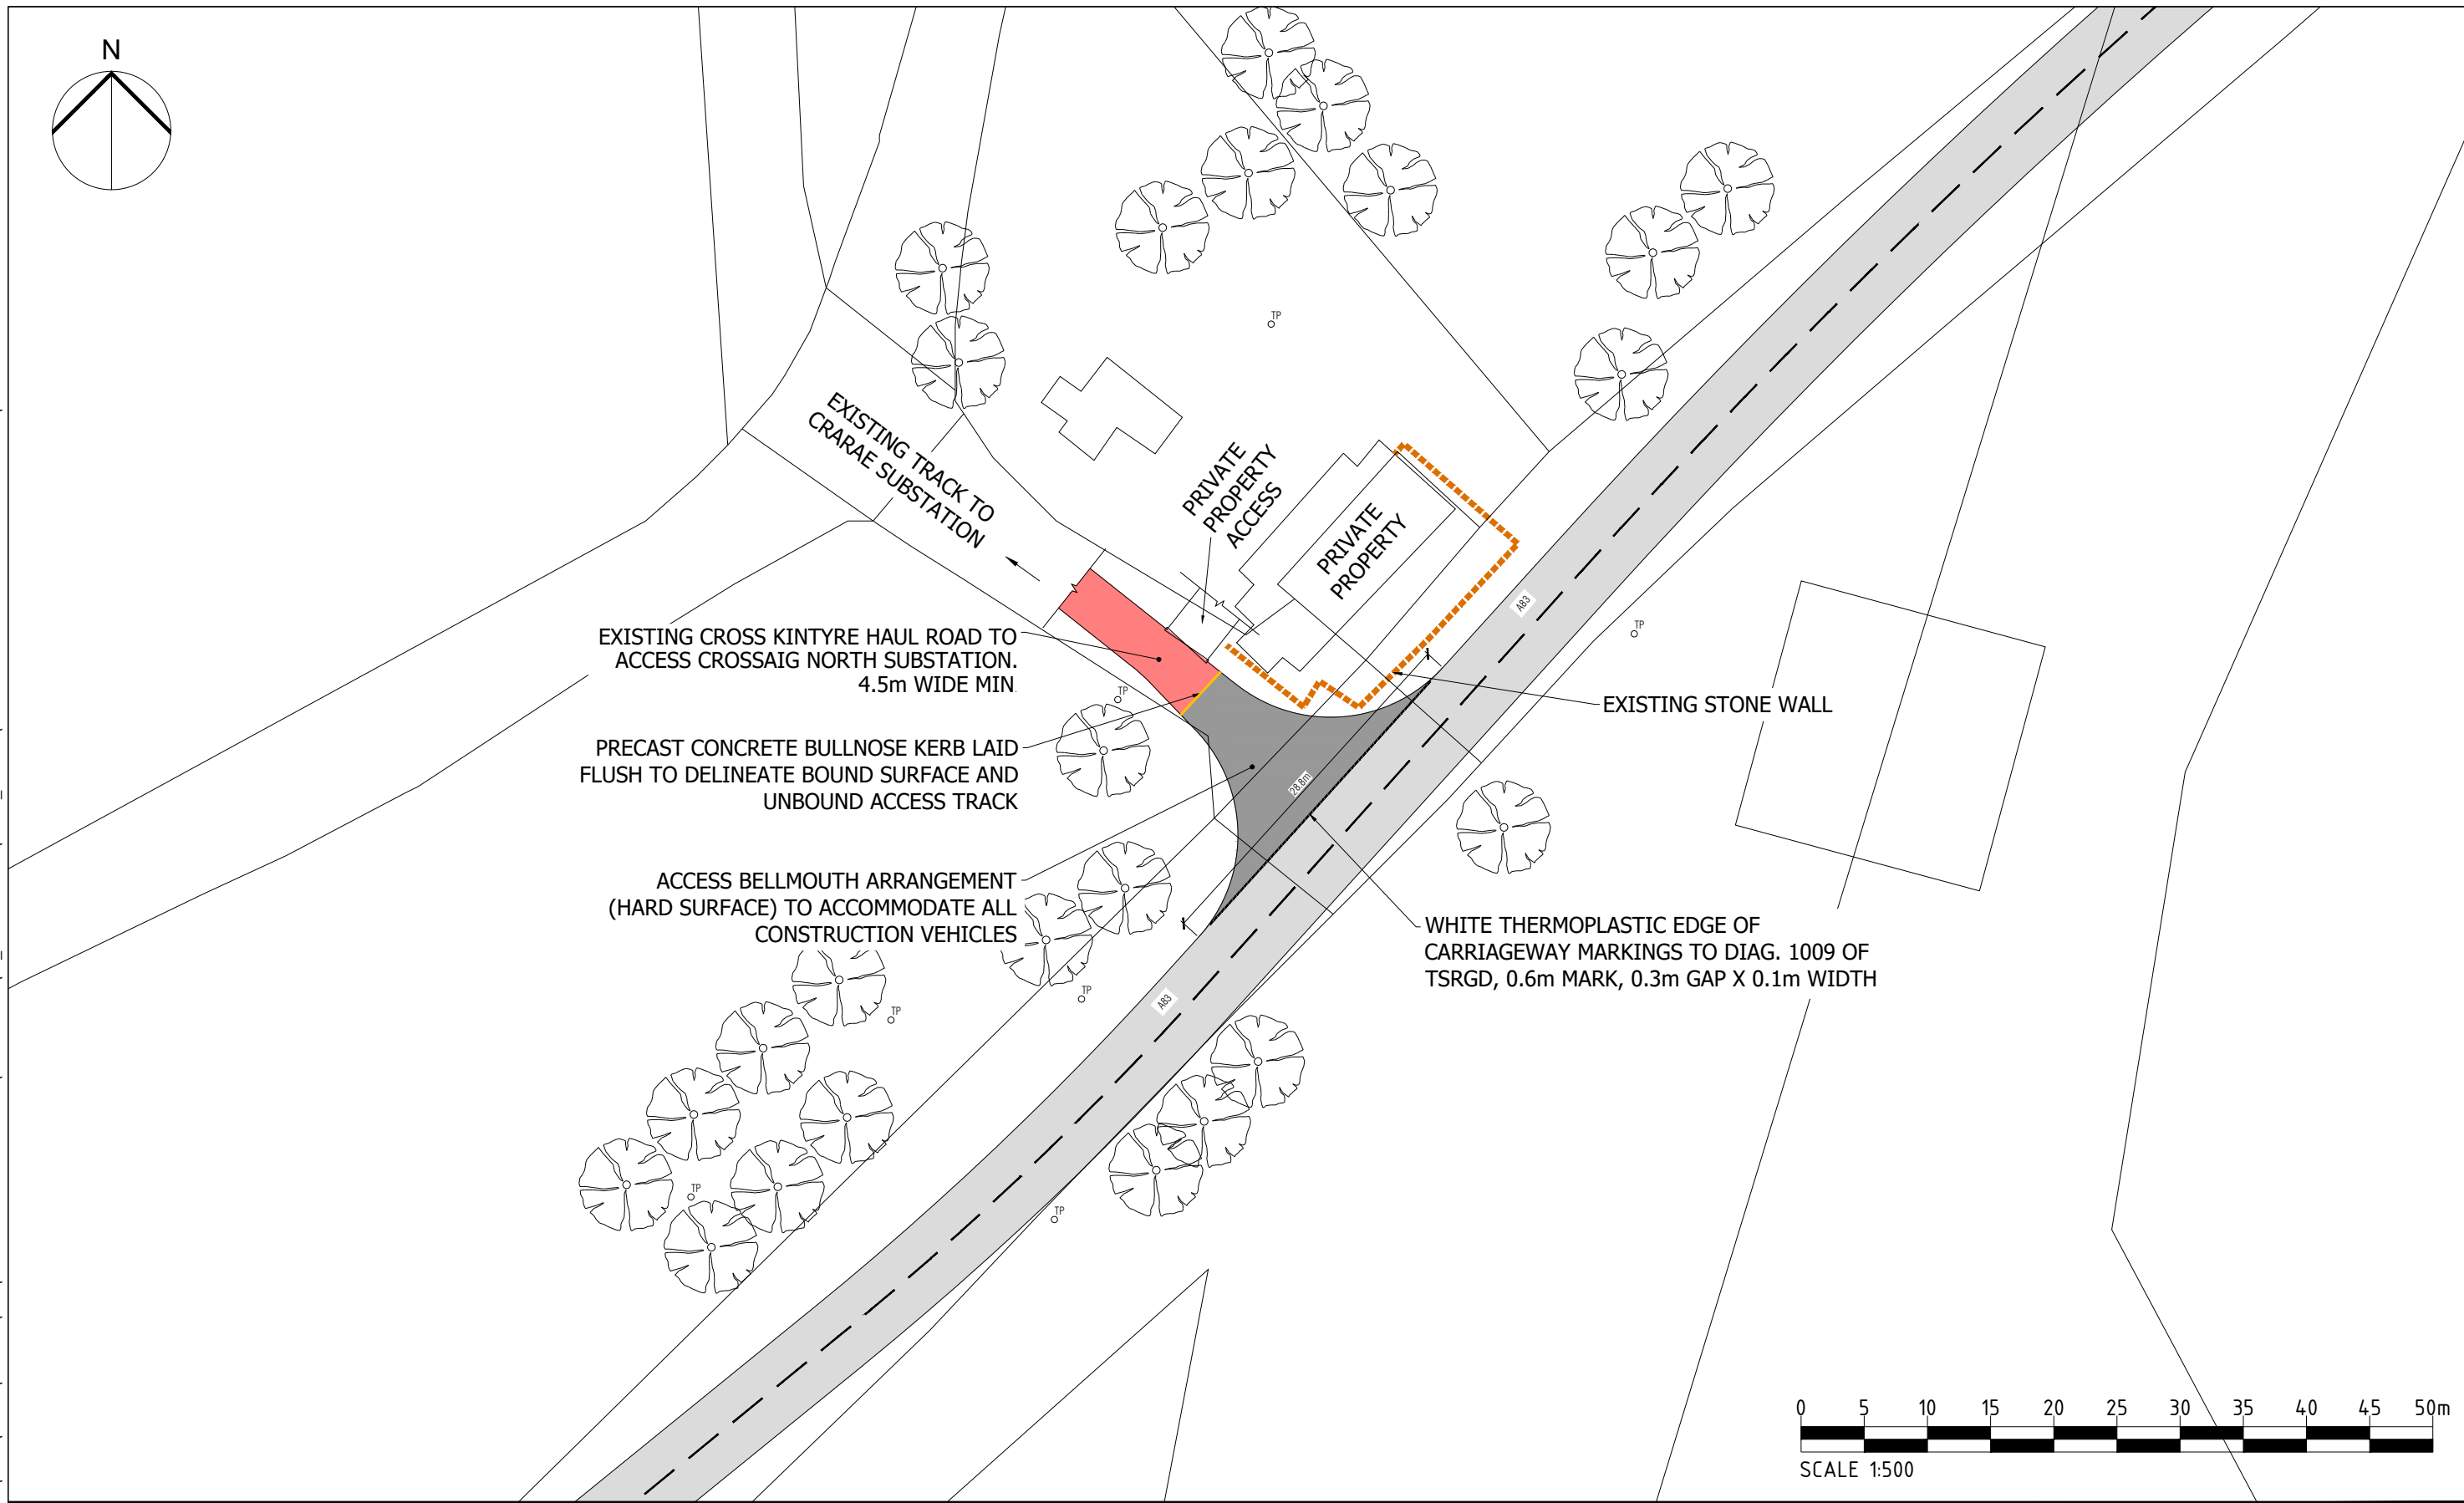 N
TP
EXISTING TRACK TO
CRARAE SUBSTATION
PRIVATE
PROPERTY
ACCESS
PRIVATE
PROPERTY
A83
TP
EXISTING CROSS KINTYRE HAUL ROAD TO
ACCESS CROSSAIG NORTH SUBSTATION.
4.5m WIDE MIN.
TP
EXISTING STONE WALL
PRECAST CONCRETE BULLNOSE KERB LAID
FLUSH TO DELINEATE BOUND SURFACE AND
UNBOUND ACCESS TRACK
28.8m
ACCESS BELLMOUTH ARRANGEMENT
(HARD SURFACE) TO ACCOMMODATE ALL
CONSTRUCTION VEHICLES
WHITE THERMOPLASTIC EDGE OF
CARRIAGEWAY MARKINGS TO DIAG. 1009 OF
TSRGD, 0.6m MARK, 0.3m GAP X 0.1m WIDTH
TP
A83
TP
TP
TP
0 5 10 15 20 25 30 35 40 45 50m
SCALE 1:500